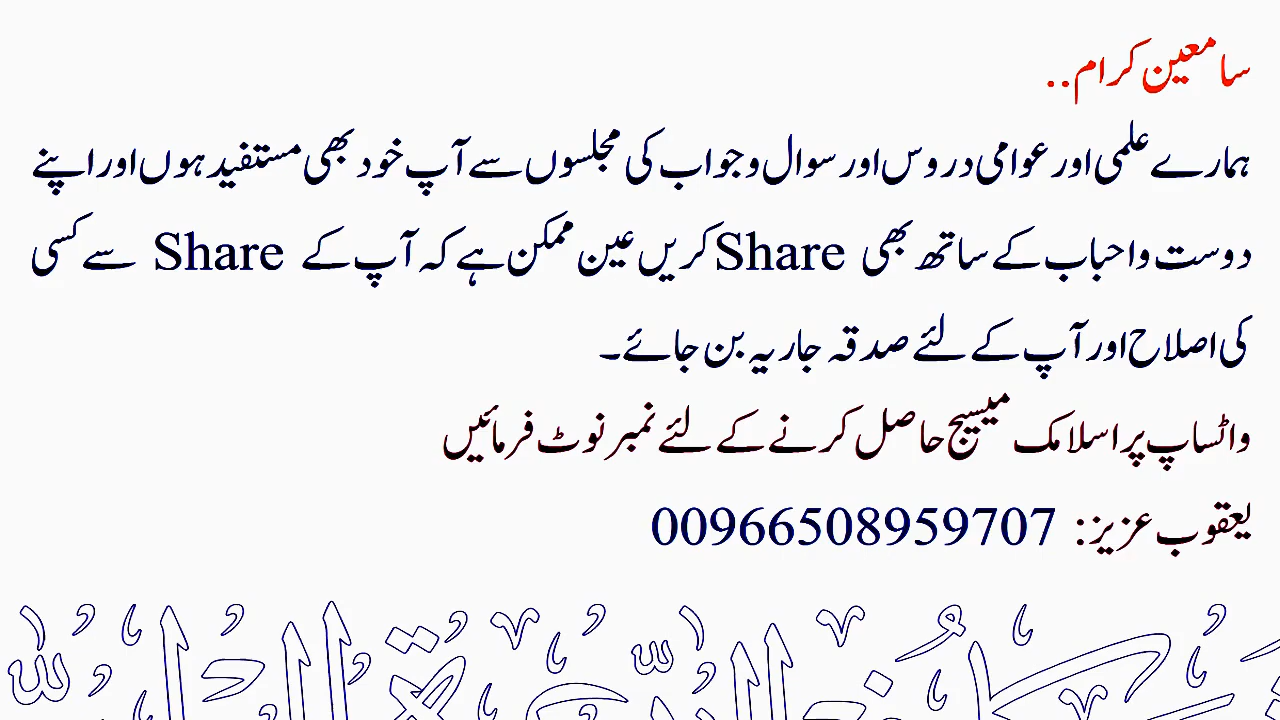 سامعین کرام..
ہمارے علمی اور عوامی دروس اور سوال وجواب کی مجلسوں سے آپ خود بھی مستفید ہوں اور اپنے
دوست واحباب کے ساتھ بھی Share کریں عین ممکن ہے کہ آپ کے Share سے کسی
کی اصلاح اور آپ کے لئے صدقہ جاریہ بن جائے۔
واٹساپ پر اسلامک میسیج حاصل کرنے کے لئے نمبر نوٹ فرمائیں
یعقوب عزیز: 00966508959707